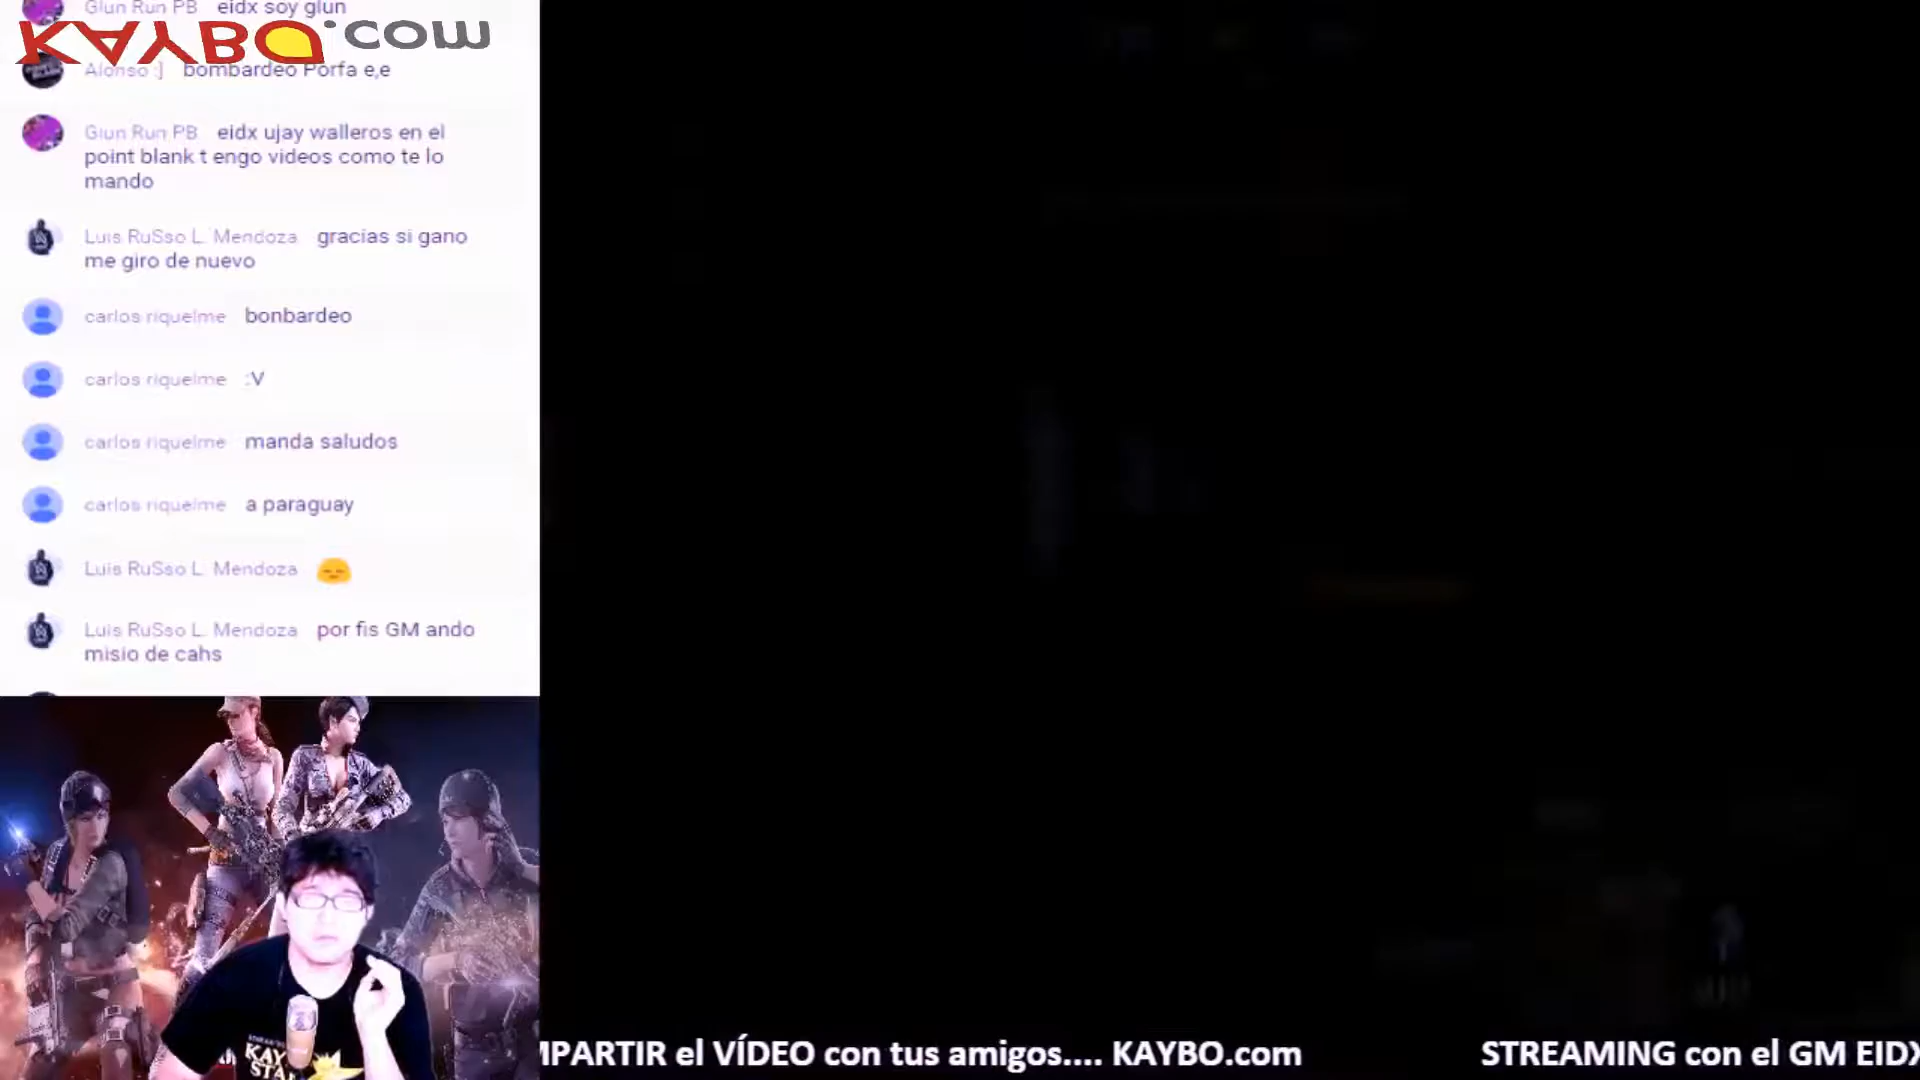 Glun Run PB eidx soy glun
KAYBO.com
Alonso :] bombardeo Porfa e,e
Glun Run PB eidx ujay walleros en el
point blank t engo videos como te lo
mando
Luis RuSso L. Mendoza gracias si gano
me giro de nuevo
carlos riquelme bonbardeo
carlos riquelme :V
carlos riquelme manda saludos
carlos riquelme a paraguay
Luis RuSso L. Mendoza
Luis RuSso L. Mendoza por fis GM ando
misio de cahs
KAY
STA
MPARTIR el VÍDEO con tus amigos.... KAYBO.com STREAMING con el GM EIDX